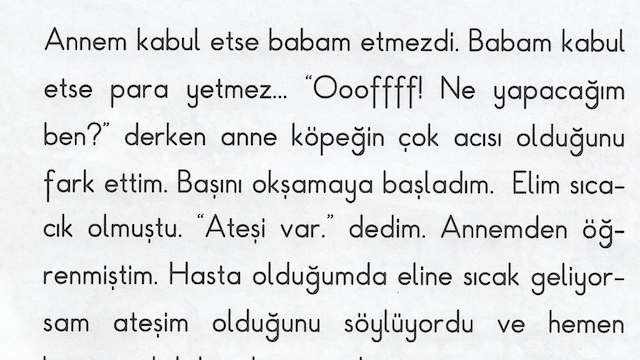 Annem kabul etse babam etmezdi. Babam kabul
etse para yetmez... “Oooffff! Ne yapacağım
ben?” derken anne köpeğin çok acısı olduğunu
fark ettim. Başını okşamaya başladım. Elim sıca-
cık olmuştu. “Ateşi var.” dedim. Annemden öğ-
renmiştim. Hasta olduğumda eline sıcak geliyor-
sam ateşim olduğunu söylüyordu ve hemen